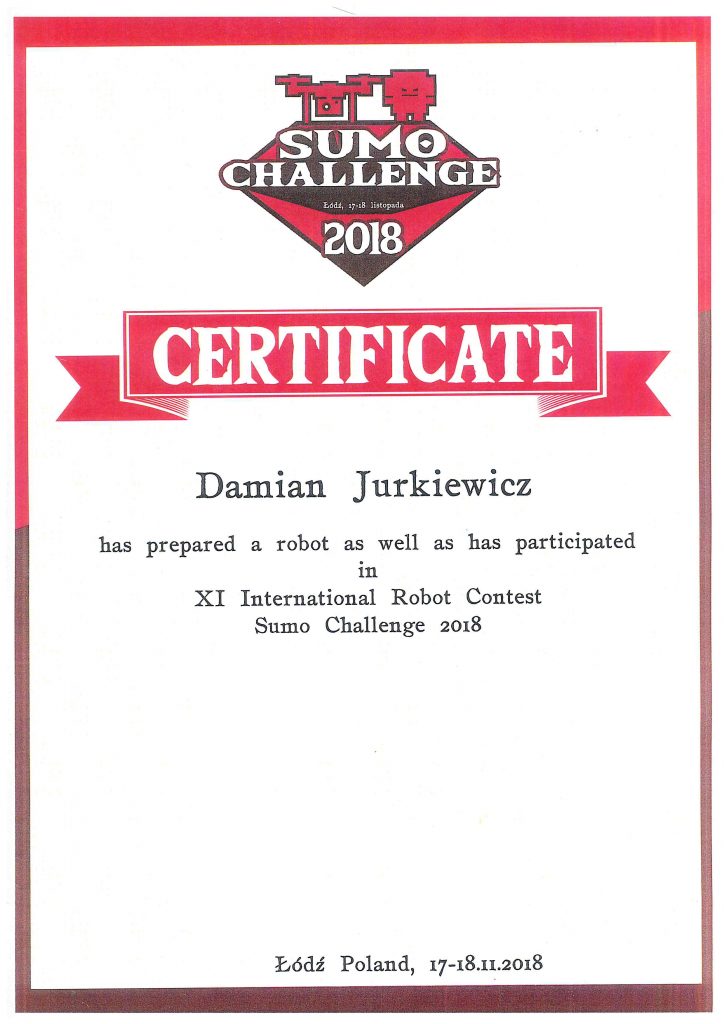 SUMO
CHALLENGE
Łódź, 17-18 listopada
2018
CERTIFICATE
Damian Jurkiewicz
has prepared a robot as well as has participated
in
XI International Robot Contest
Sumo Challenge 2018
Łódź Poland, 17-18.11.2018